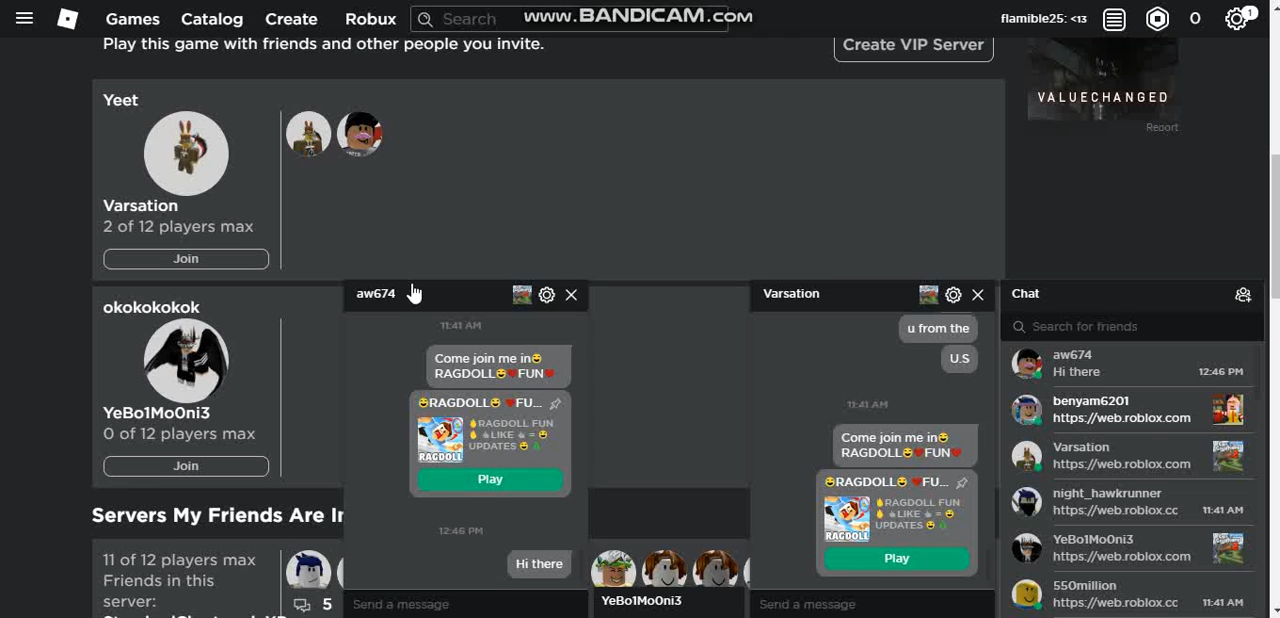 Games Catalog Create Robux Search www.BANDICAM.com flamible25: <13 0 1
Play this game with friends and other people you invite.
Create VIP Server
VALUECHANGED
Report
Yeet
Varsation
2 of 12 players max
Join
okokokokok
YeBo1Mo0ni3
0 of 12 players max
Join
Servers My Friends Are In
11 of 12 players max
Friends in this
server:
5
aw674
11:41 AM
Come join me in😂
RAGDOLL😂❤FUN❤
😂RAGDOLL😂 ❤FU...
🔥RAGDOLL FUN
🔥 👍LIKE 👍 = 😂
UPDATES 😂🎄
RAGDOLL
Play
12:46 PM
Hi there
Send a message
YeBo1Mo0ni3
Varsation
u from the
U.S
11:41 AM
Come join me in😂
RAGDOLL😂❤FUN❤
😂RAGDOLL😂 ❤FU...
🔥RAGDOLL FUN
🔥 👍LIKE 👍 = 😂
UPDATES 😂🎄
RAGDOLL
Play
Send a message
Chat
Search for friends
aw674
Hi there 12:46 PM
benyam6201
https://web.roblox.com
Varsation
https://web.roblox.com
night_hawkrunner
https://web.roblox.cc 11:41 AM
YeBo1Mo0ni3
https://web.roblox.com
550million
https://web.roblox.cc 11:41 AM